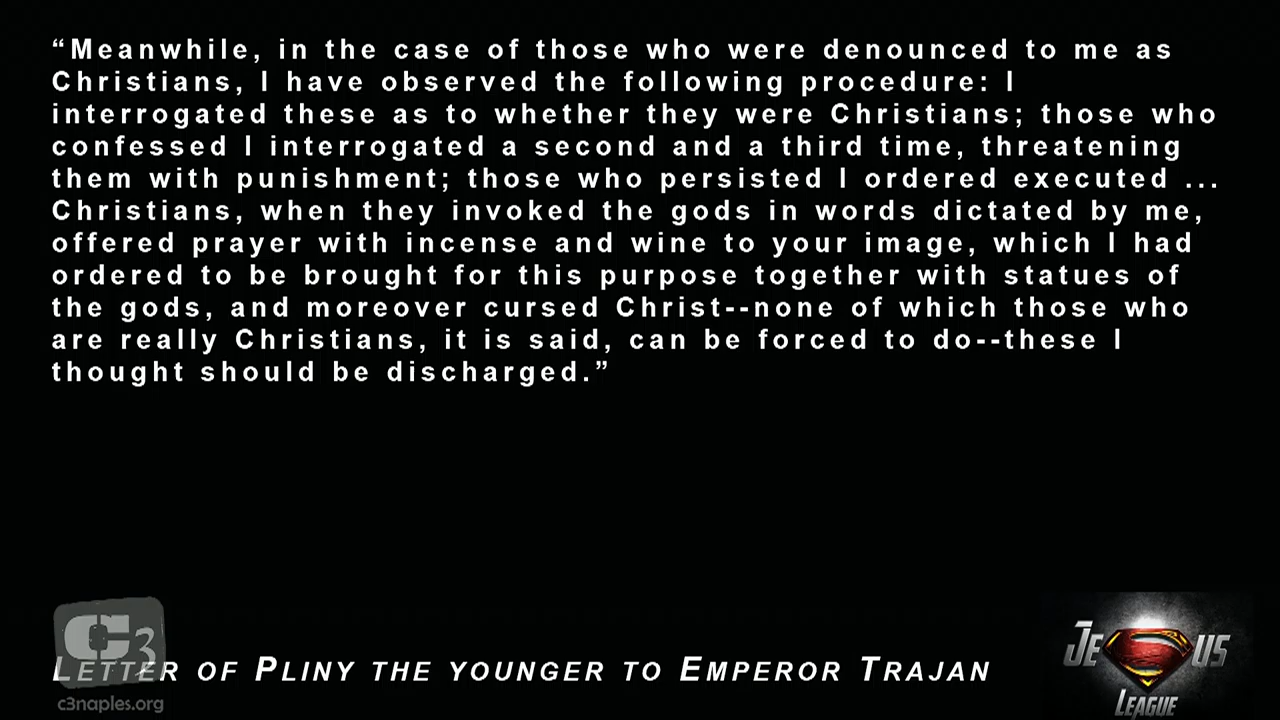 “Meanwhile, in the case of those who were denounced to me as
Christians, I have observed the following procedure: I
interrogated these as to whether they were Christians; those who
confessed I interrogated a second and a third time, threatening
them with punishment; those who persisted I ordered executed ...
Christians, when they invoked the gods in words dictated by me,
offered prayer with incense and wine to your image, which I had
ordered to be brought for this purpose together with statues of
the gods, and moreover cursed Christ--none of which those who
are really Christians, it is said, can be forced to do--these I
thought should be discharged.”
C3
Letter of Pliny the younger to Emperor Trajan
c3naples.org
JeSus
League